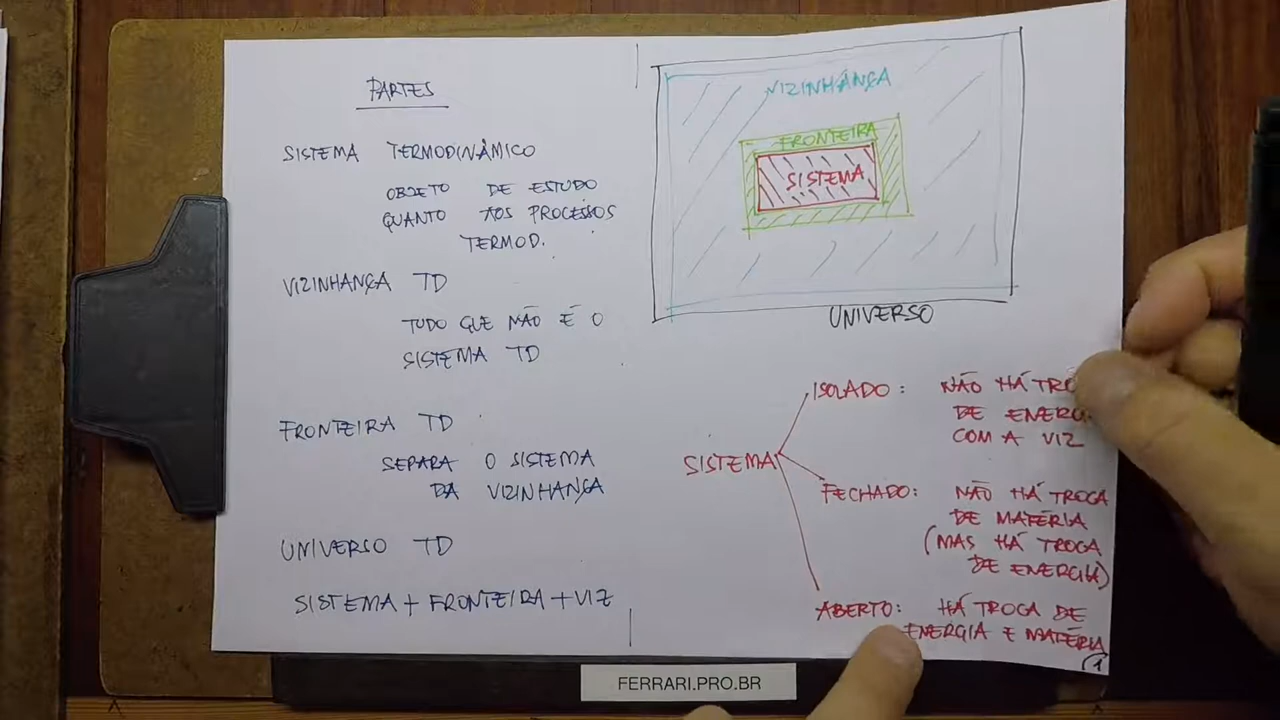 PARTES
SISTEMA TERMODINÂMICO
OBJETO DE ESTUDO
QUANTO AOS PROCESSOS
TERMOD.
VIZINHANÇA TD
TUDO QUE NÃO É O
SISTEMA TD
FRONTEIRA TD
SEPARA O SISTEMA
DA VIZINHANÇA
UNIVERSO TD
SISTEMA + FRONTEIRA + VIZ
VIZINHÂNÇA
FRONTEIRA
SISTEMA
UNIVERSO
SISTEMA
ISOLADO: NÃO HÁ
DE
COM A VIZ
FECHADO: NÃO HÁ TROCA
DE MATÉRIA
(MAS HÁ TROCA
DE ENERGIA)
ABERTO: HÁ TROCA DE
ENERGIA E MATÉRIA
1
FERRARI.PRO.BR